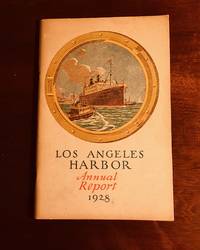 LOS ANGELES
HARBOR
Annual
Report
1928